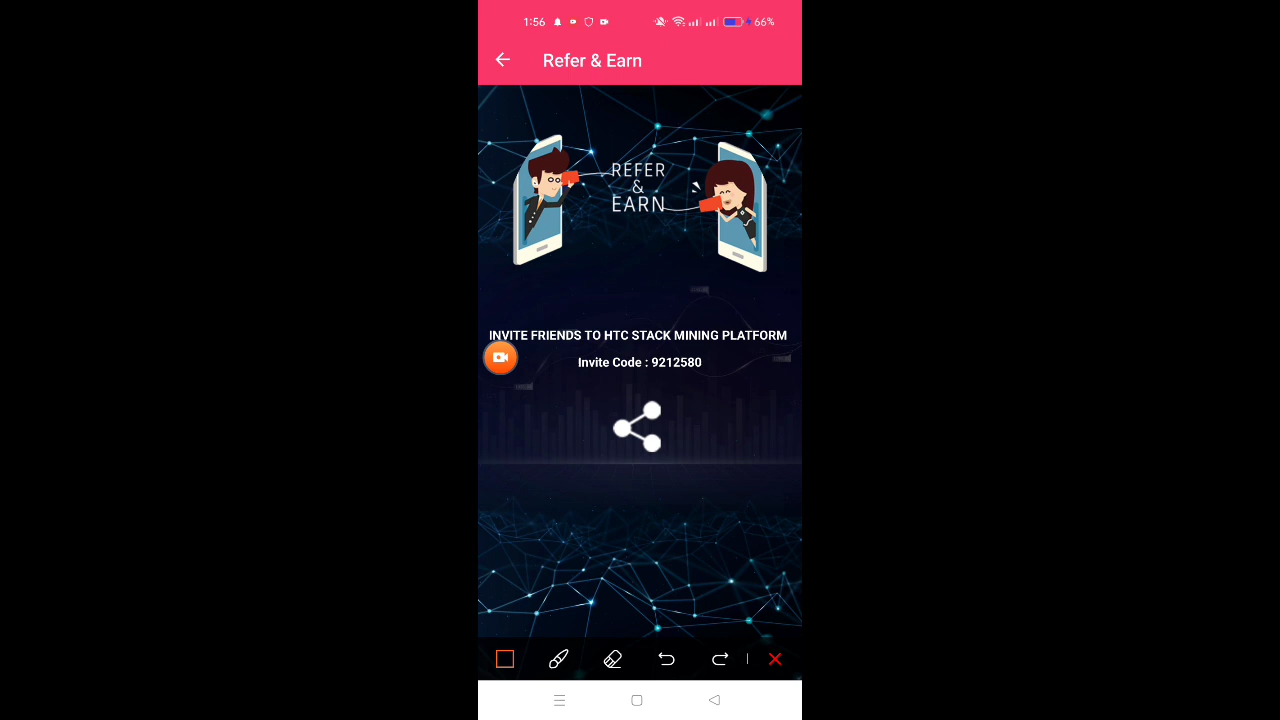 1:56
66%
Refer & Earn
REFER
&
EARN
INVITE FRIENDS TO HTC STACK MINING PLATFORM
Invite Code : 9212580